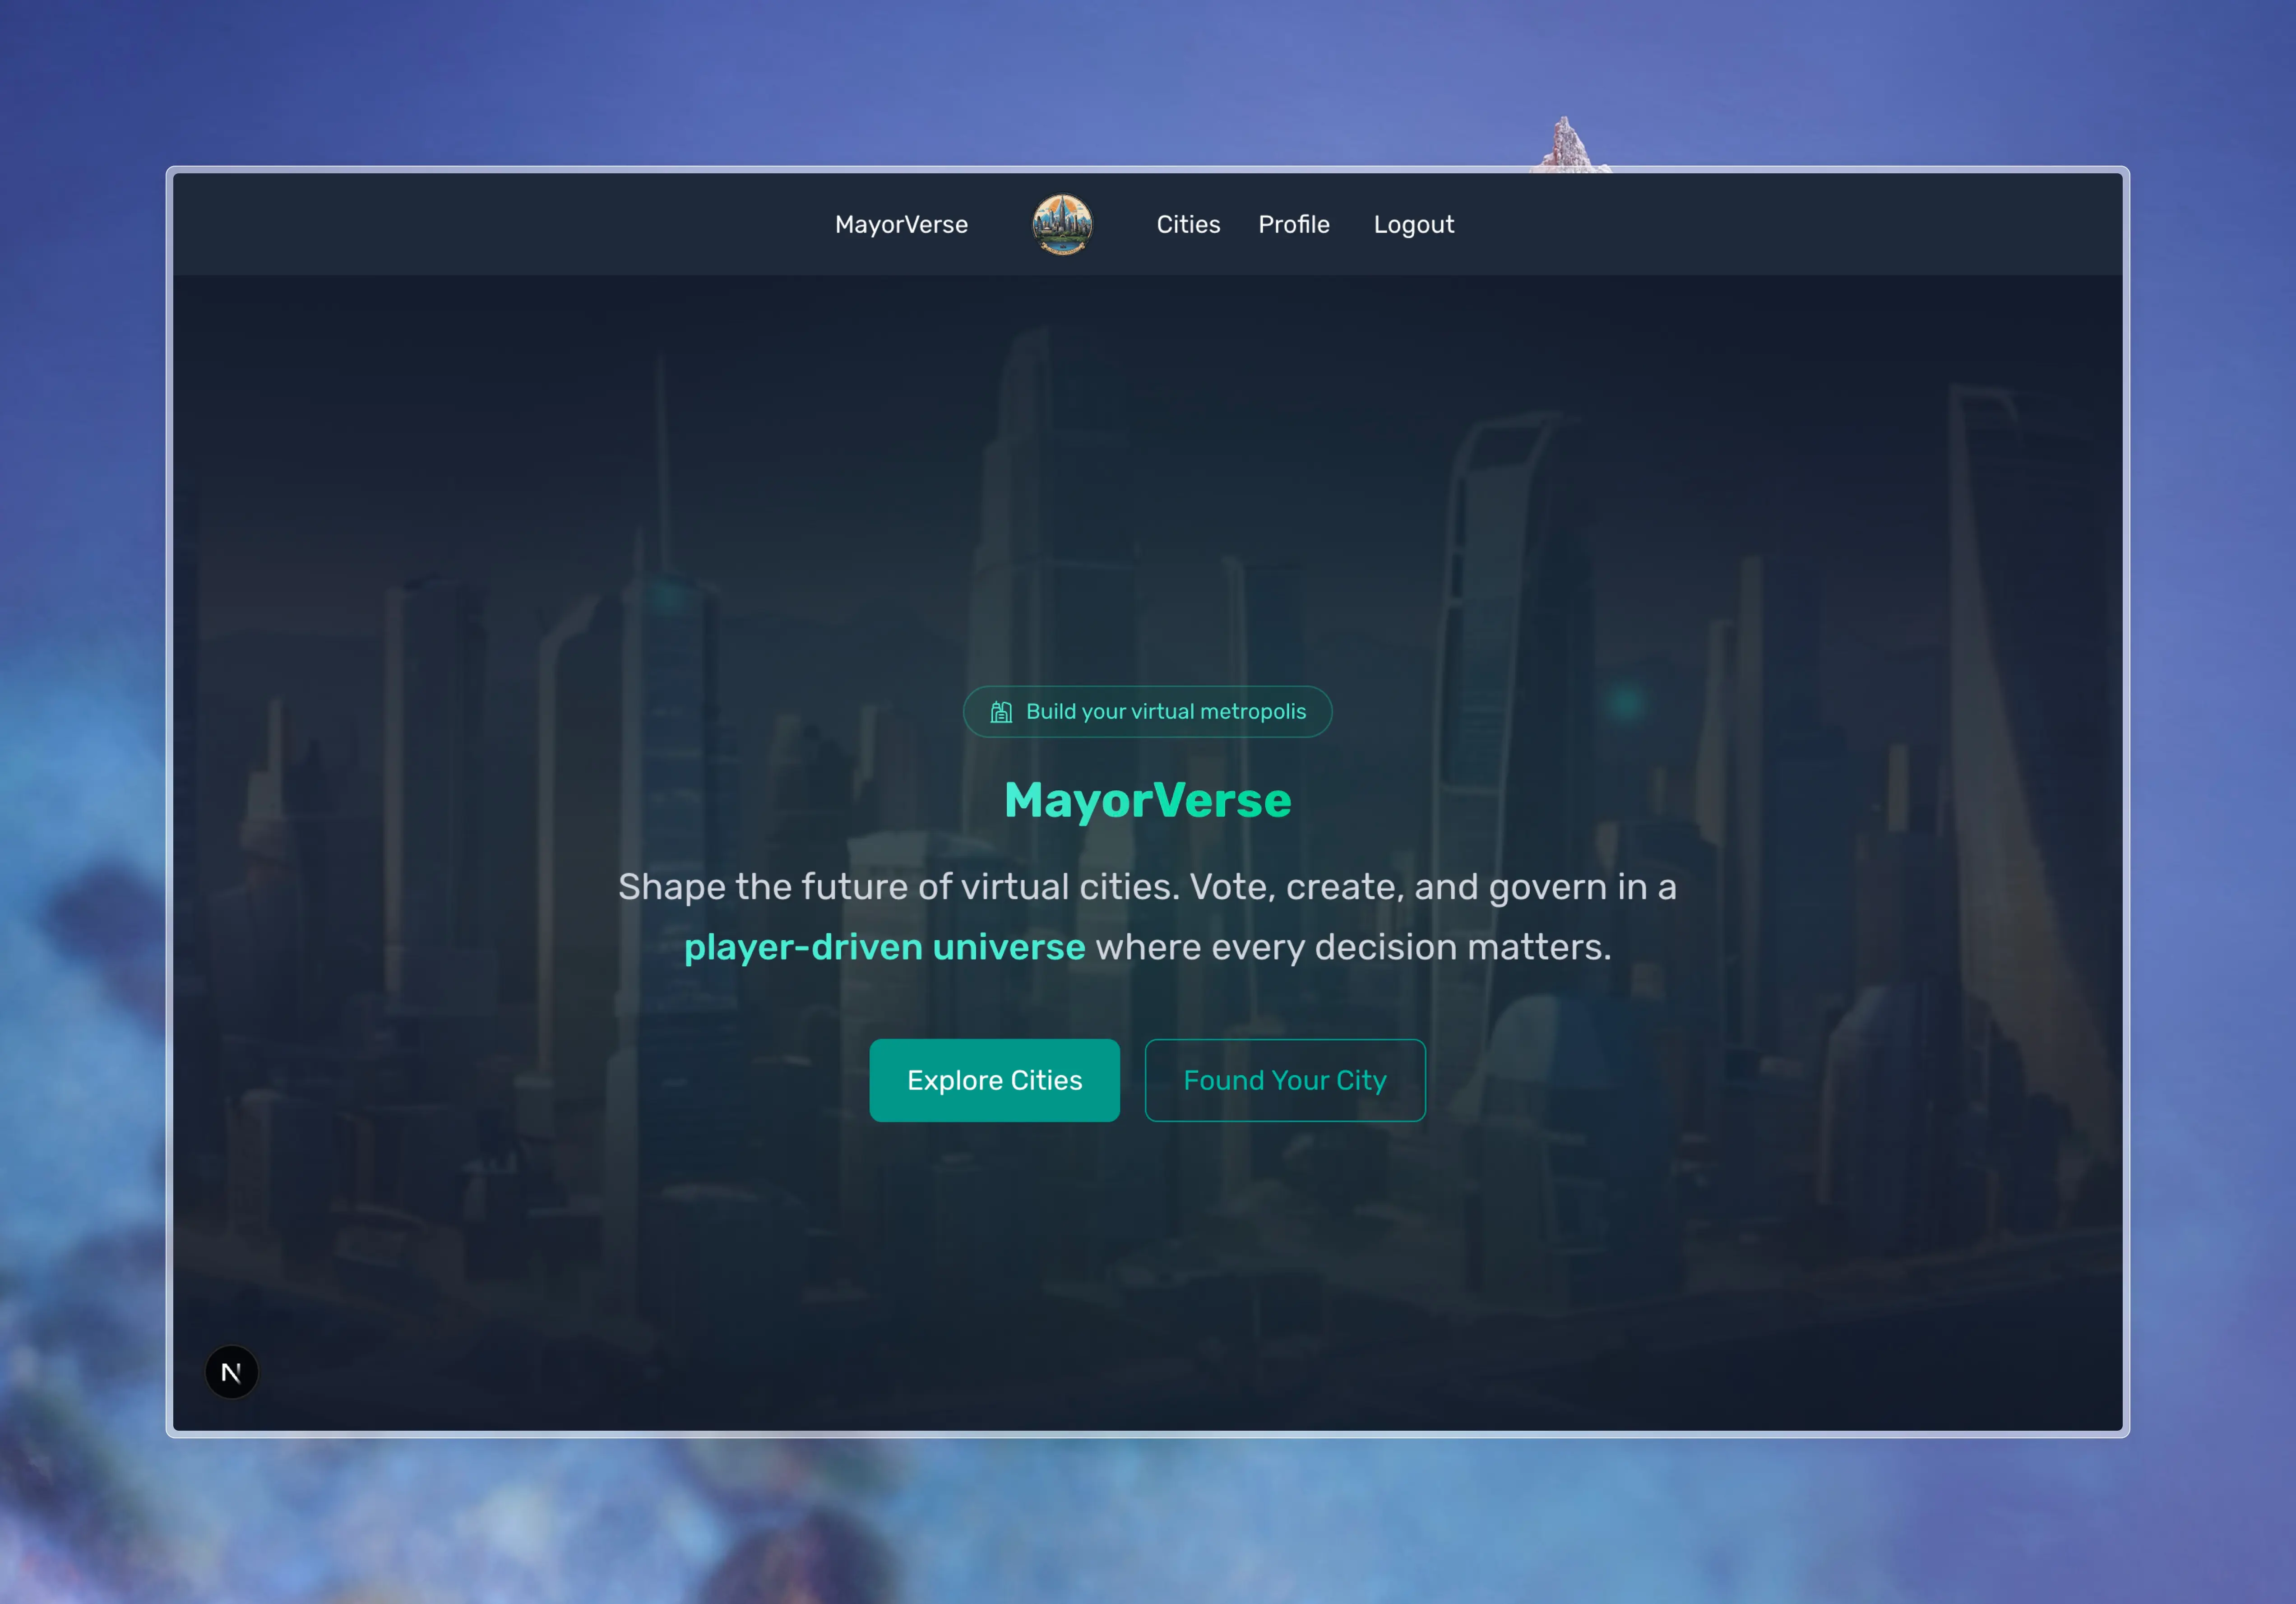 MayorVerse
Cities
Profile
Logout
Build your virtual metropolis
MayorVerse
Shape the future of virtual cities. Vote, create, and govern in a
player-driven universe where every decision matters.
Explore Cities
Found Your City
N